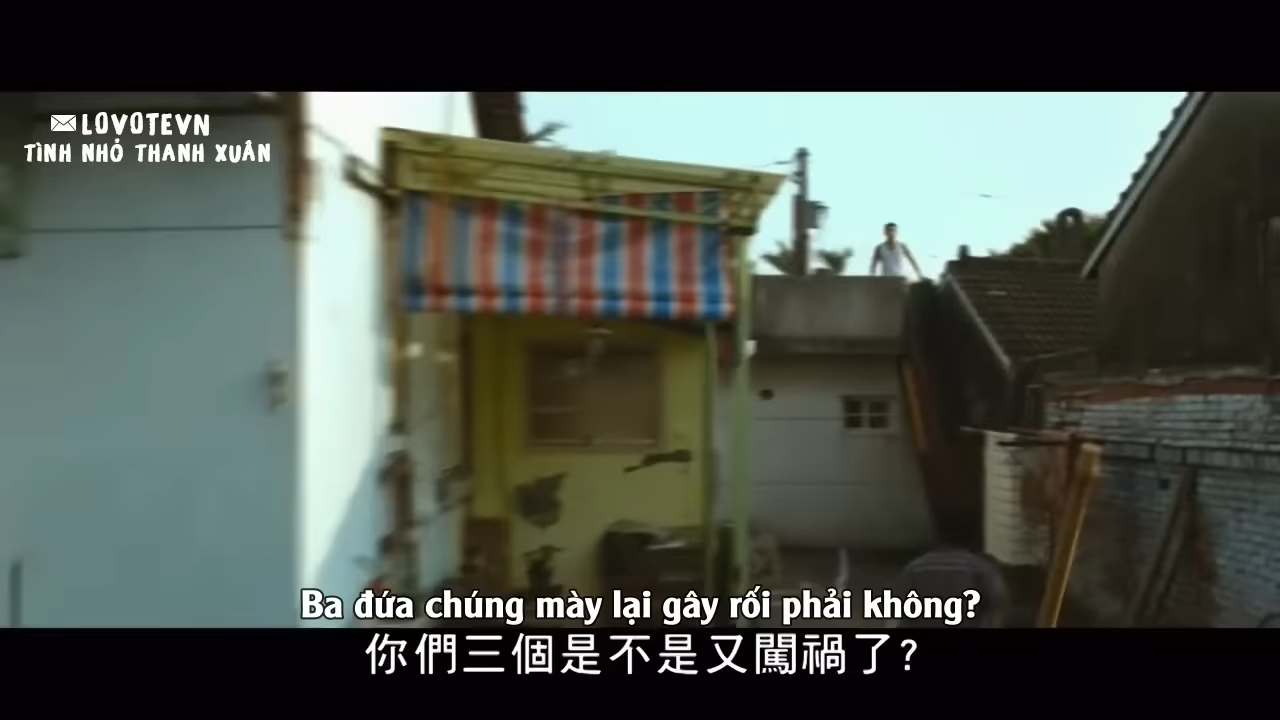 LOVOTEVN
TÌNH NHỎ THANH XUÂN
Ba đứa chúng mày lại gây rối phải không?
你們三個是不是又闖禍了?